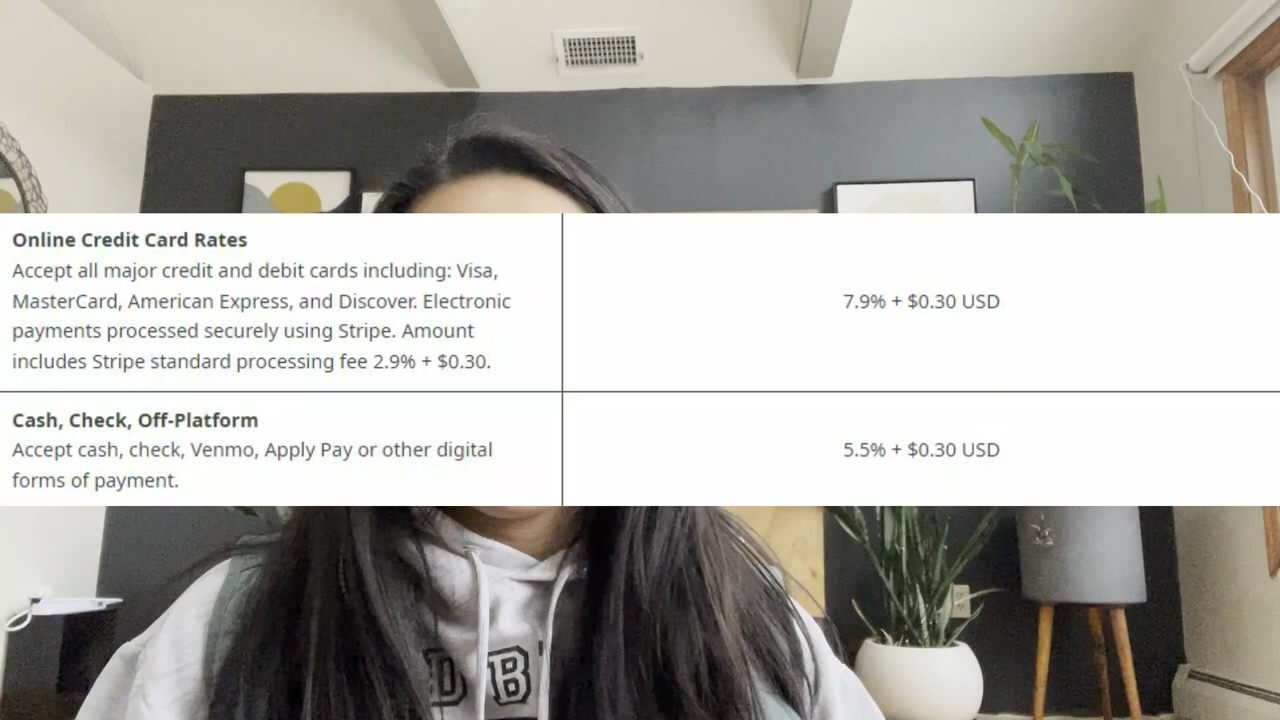 Online Credit Card Rates
Accept all major credit and debit cards including: Visa,
MasterCard, American Express, and Discover. Electronic
payments processed securely using Stripe. Amount
includes Stripe standard processing fee 2.9% + $0.30.
7.9% + $0.30 USD
Cash, Check, Off-Platform
Accept cash, check, Venmo, Apply Pay or other digital
forms of payment.
5.5% + $0.30 USD
B